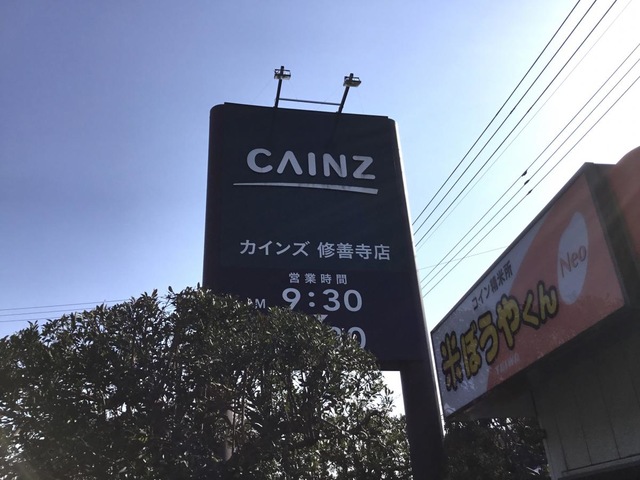 CAINZ
カインズ 修善寺店
営業時間
9:30
コイン精米所
米ぼうやくん
Neo